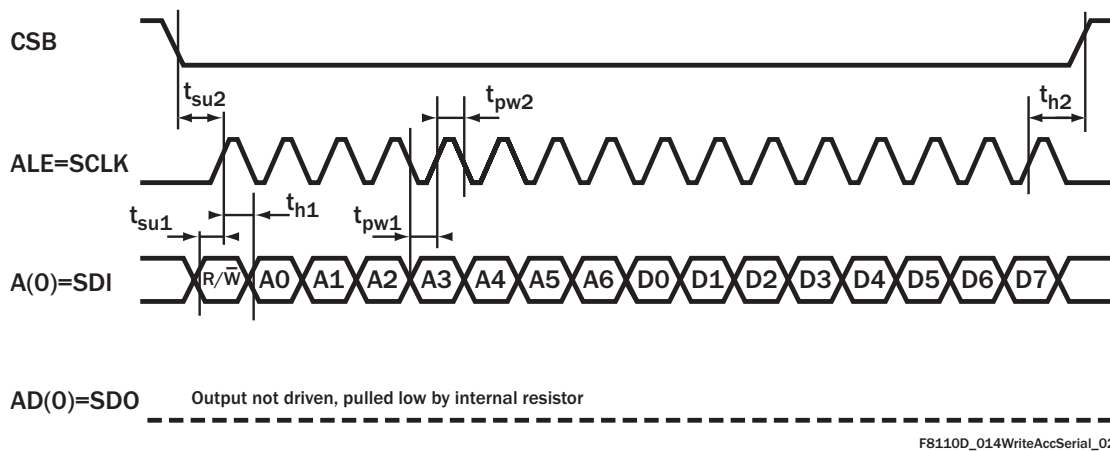 CSB
tsu2
tpw2
th2
ALE=SCLK
tsu1
th1
tpw1
A(0)=SDI
R/W̅ A0 A1 A2 A3 A4 A5 A6 D0 D1 D2 D3 D4 D5 D6 D7
AD(0)=SDO
Output not driven, pulled low by internal resistor
F8110D_014WriteAccSerial_02